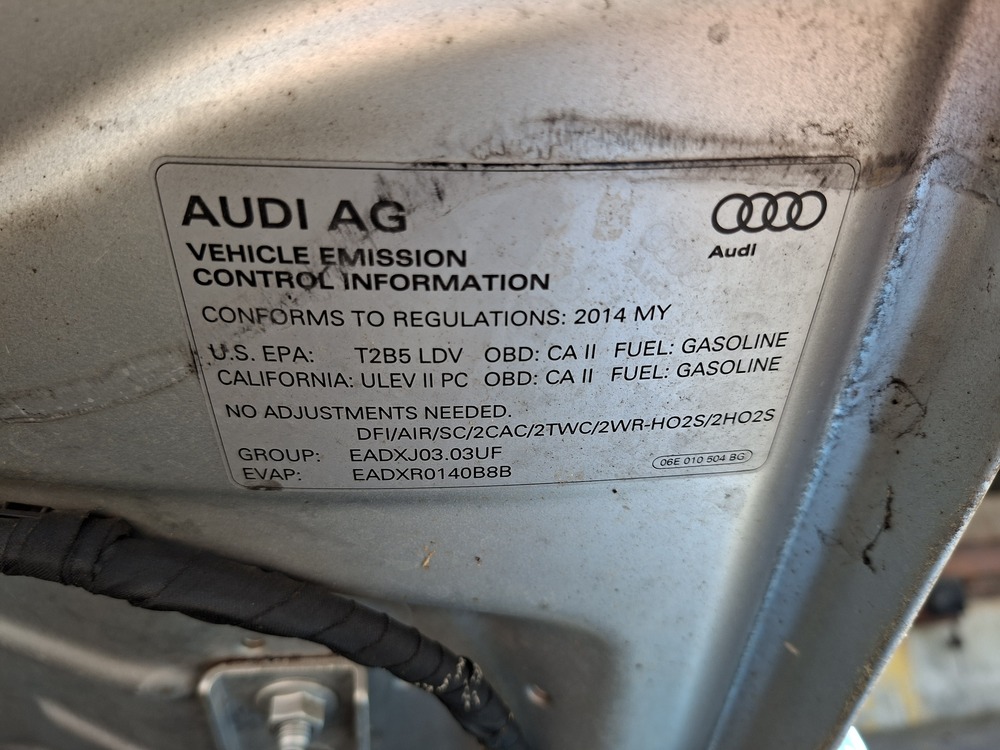 AUDI AG
Audi
VEHICLE EMISSION
CONTROL INFORMATION
CONFORMS TO REGULATIONS: 2014 MY
U.S. EPA: T2B5 LDV OBD: CA II FUEL: GASOLINE
CALIFORNIA: ULEV II PC OBD: CA II FUEL: GASOLINE
NO ADJUSTMENTS NEEDED.
DFI/AIR/SC/2CAC/2TWC/2WR-HO2S/2HO2S
GROUP: EADXJ03.03UF
EVAP: EADXR0140B8B
06E 010 504 BG